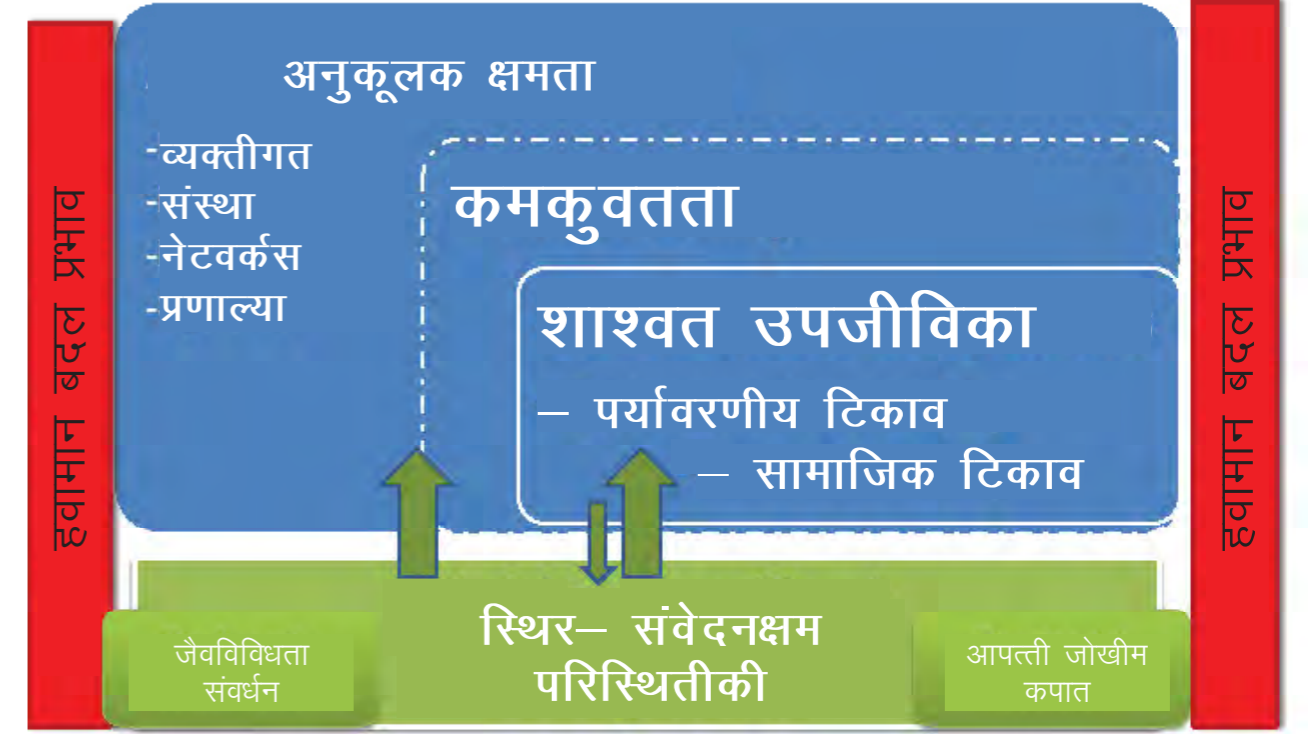 हवामान बदल प्रभाव
अनुकूलक क्षमता
-व्यक्तीगत
-संस्था
-नेटवर्कस
-प्रणाल्या
कमकुवतता
शाश्वत उपजीविका
– पर्यावरणीय टिकाव
– सामाजिक टिकाव
हवामान बदल प्रभाव
जैवविविधता
संवर्धन
स्थिर– संवेदनक्षम
परिस्थितीकी
आपत्ती जोखीम
कपात